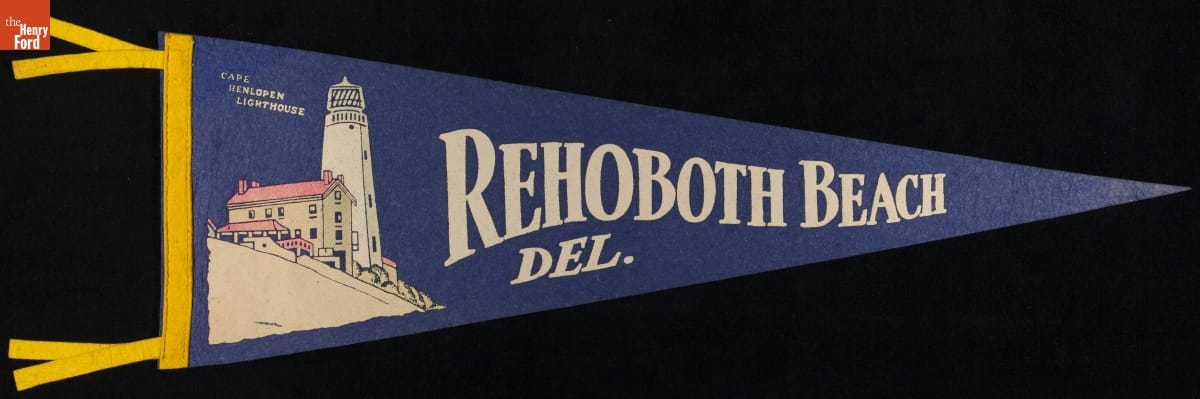 the
Henry
Ford
CAPE
HENLOPEN
LIGHTHOUSE
REHOBOTH BEACH
DEL.